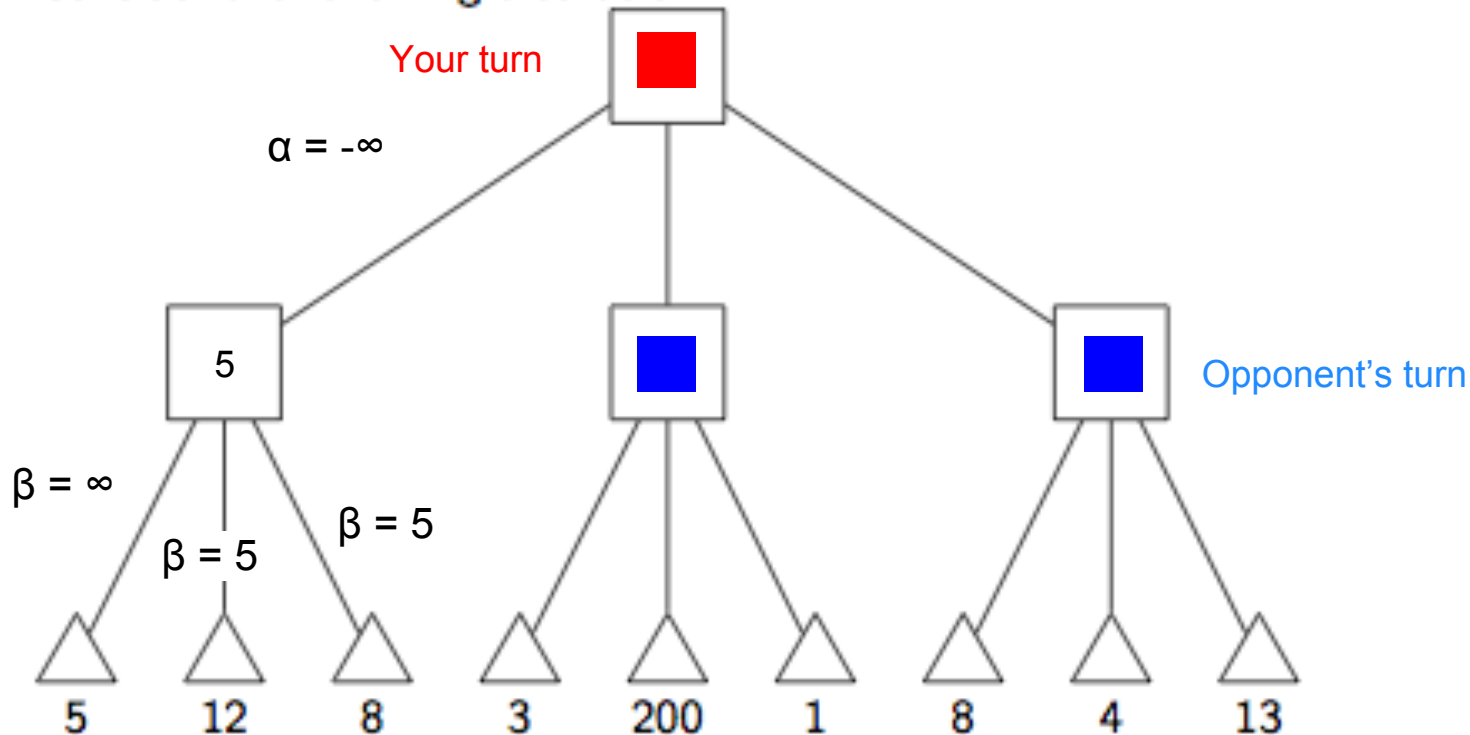 Your turn
α = -∞
5
Opponent's turn
β = ∞
β = 5
β = 5
5 12 8 3 200 1 8 4 13